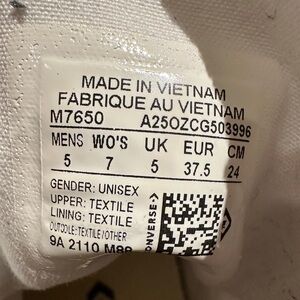 MADE IN VIETNAM
FABRIQUE AU VIETNAM
M7650 A25OZCG503996
MENS WO'S UK EUR CM
5 7 5 37.5 24
GENDER: UNISEX
UPPER: TEXTILE
LINING: TEXTILE
OUTSOLE: TEXTILE/OTHER
9A 2110
CONVERSE